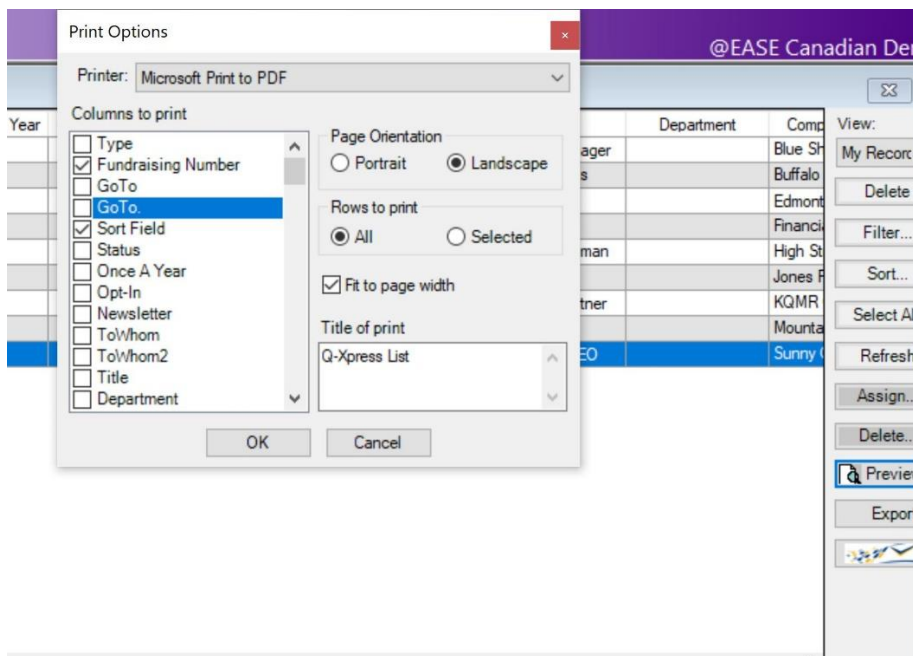 Print Options
@EASE Canadian Der
Printer: Microsoft Print to PDF
Columns to print
Year
Department
Comp
View:
Type
Fundraising Number
GoTo
GoTo.
Sort Field
Status
Once A Year
Opt-In
Newsletter
ToWhom
ToWhom2
Title
Department
Page Orientation
Portrait
Landscape
Rows to print
All
Selected
Fit to page width
Title of print
Q-Xpress List
OK
Cancel
ager
s
man
tner
EO
Blue Sh
Buffalo
Edmont
Financia
High St
Jones F
KQMR
Mounta
Sunny
My Recor
Delete
Filter...
Sort...
Select Al
Refresh
Assign..
Delete..
Previe
Expor